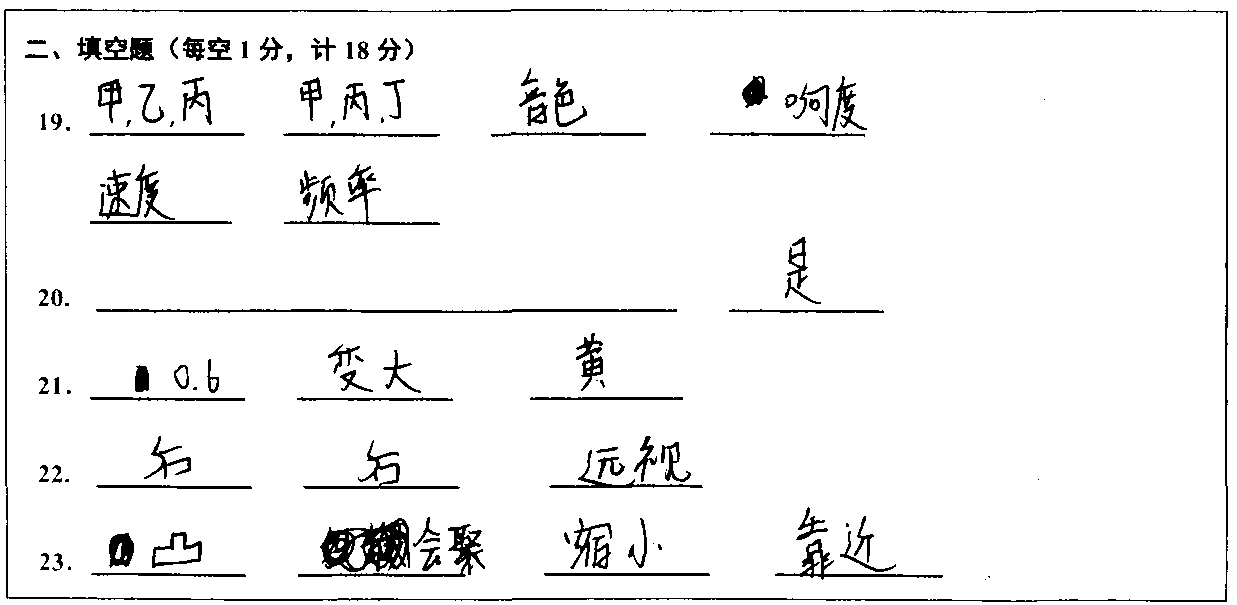 二、填空题（每空1分，计18分）
19. 甲,乙,丙 甲,丙,丁 音色 响度
速度 频率
20. 是
21. 0.6 变大 黄
22. 右 右 远视
23. 凸 会聚 缩小 靠近